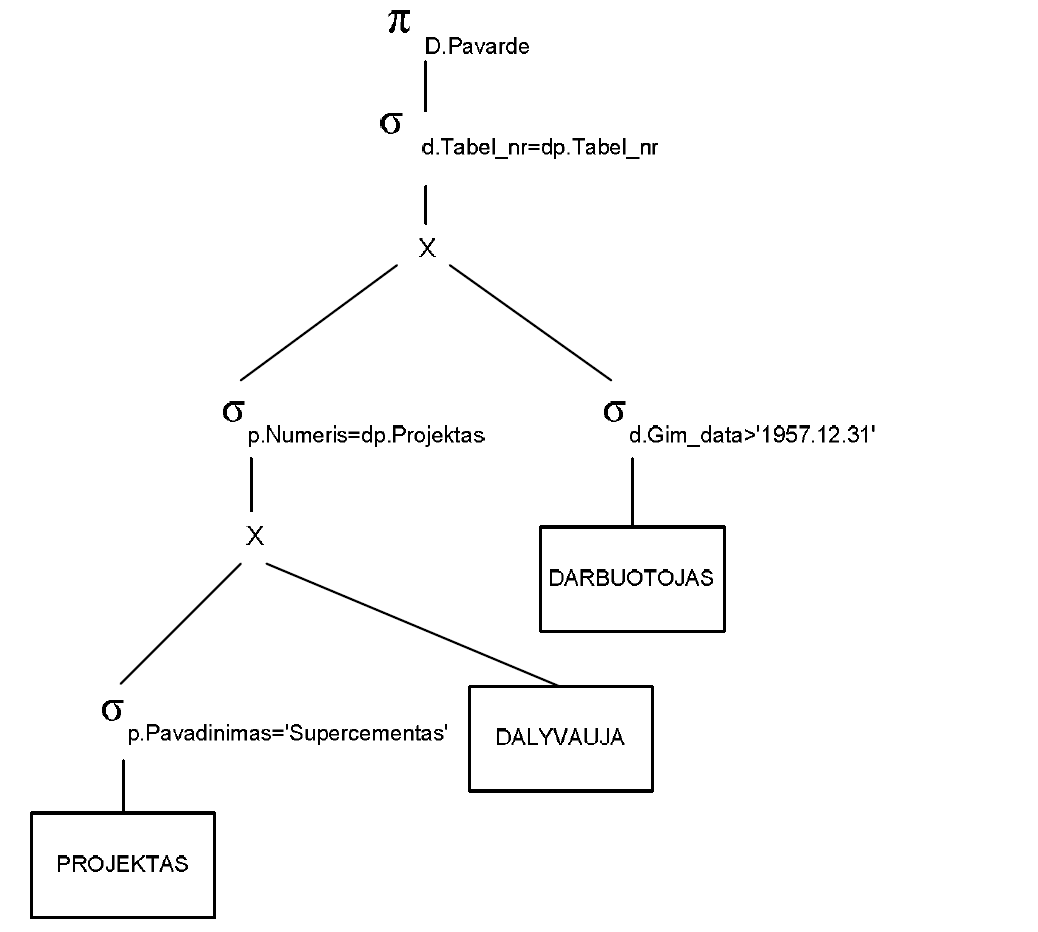 π
D.Pavarde
σ
d.Tabel_nr=dp.Tabel_nr
X
σ
p.Numeris=dp.Projektas
σ
d.Gim_data>'1957.12.31'
X
DARBUOTOJAS
σ
p.Pavadinimas='Supercementas'
DALYVAUJA
PROJEKTAS